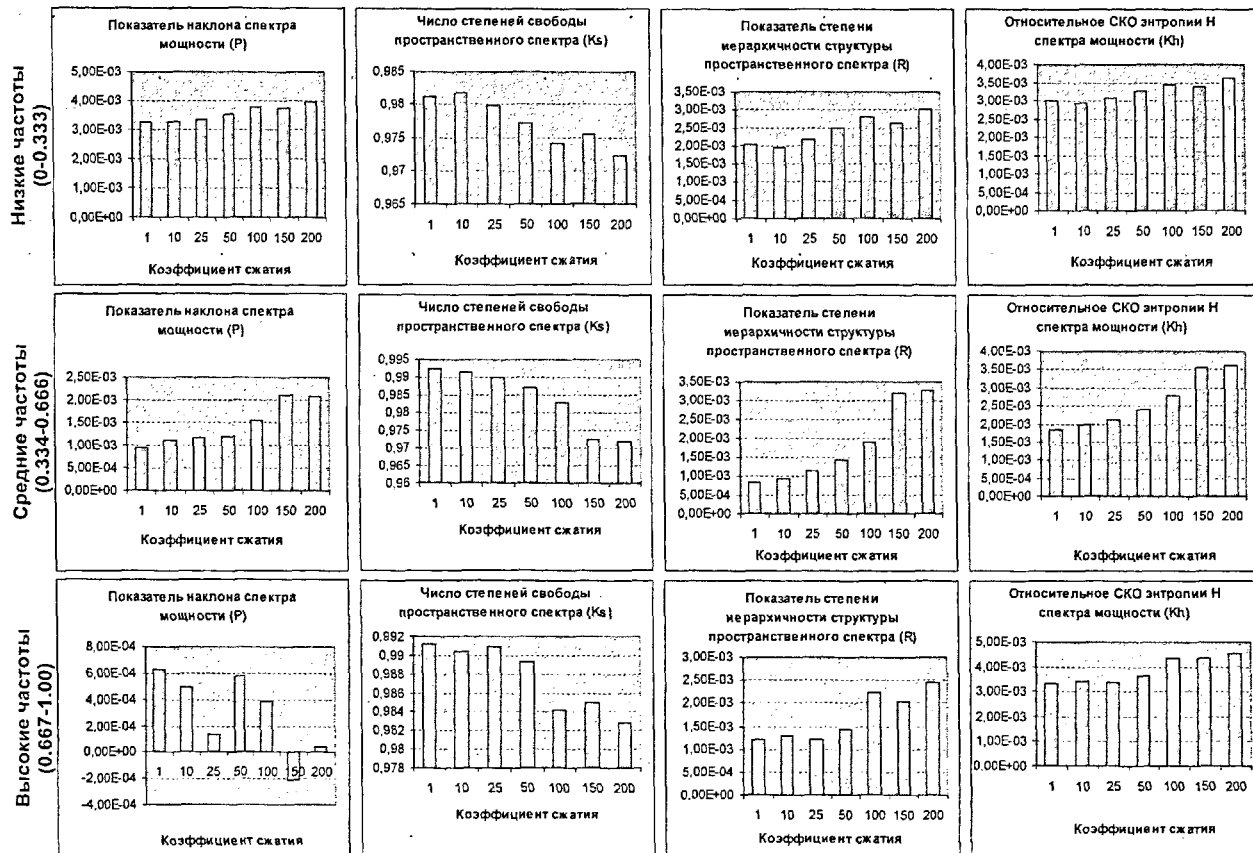 Низкие частоты
(0-0.333)
Показатель наклона спектра
мощности (P)
5,00E-03
4,00E-03
3,00E-03
2,00E-03
1,00E-03
0,00E+00
1 10 25 50 100 150 200
Коэффициент сжатия
Число степеней свободы
пространственного спектра (Ks)
0,985
0,98
0,975
0,97
0,965
1 10 25 50 100 150 200
Коэффициент сжатия
Показатель степени
иерархичности структуры
пространственного спектра (R)
3,50E-03
3,00E-03
2,50E-03
2,00E-03
1,50E-03
1,00E-03
5,00E-04
0,00E+00
1 10 25 50 100 150 200
Коэффициент сжатия
Относительное СКО энтропии H
спектра мощности (Kh)
4,00E-03
3,50E-03
3,00E-03
2,50E-03
2,00E-03
1,50E-03
1,00E-03
5,00E-04
0,00E+00
1 10 25 50 100 150 200
Коэффициент сжатия
Средние частоты
(0.334-0.666)
Показатель наклона спектра
мощности (P)
2,50E-03
2,00E-03
1,50E-03
1,00E-03
5,00E-04
0,00E+00
1 10 25 50 100 150 200
Коэффициент сжатия
Число степеней свободы
пространственного спектра (Ks)
0,995
0,99
0,985
0,98
0,975
0,97
0,965
0,96
1 10 25 50 100 150 200
Коэффициент сжатия
Показатель степени
иерархичности структуры
пространственного спектра (R)
3,50E-03
3,00E-03
2,50E-03
2,00E-03
1,50E-03
1,00E-03
5,00E-04
0,00E+00
1 10 25 50 100 150 200
Коэффициент сжатия
Относительное СКО энтропии H
спектра мощности (Kh)
4,00E-03
3,50E-03
3,00E-03
2,50E-03
2,00E-03
1,50E-03
1,00E-03
5,00E-04
0,00E+00
1 10 25 50 100 150 200
Коэффициент сжатия
Высокие частоты
(0.667-1.00)
Показатель наклона спектра
мощности (P)
8,00E-04
6,00E-04
4,00E-04
2,00E-04
0,00E+00
-2,00E-04
-4,00E-04
1 10 25 50 100 150 200
Коэффициент сжатия
Число степеней свободы
пространственного спектра (Ks)
0,992
0,99
0,988
0,986
0,984
0,982
0,98
0,978
1 10 25 50 100 150 200
Коэффициент сжатия
Показатель степени
иерархичности структуры
пространственного спектра (R)
3,00E-03
2,50E-03
2,00E-03
1,50E-03
1,00E-03
5,00E-04
0,00E+00
1 10 25 50 100 150 200
Коэффициент сжатия
Относительное СКО энтропии H
спектра мощности (Kh)
5,00E-03
4,00E-03
3,00E-03
2,00E-03
1,00E-03
0,00E+00
1 10 25 50 100 150 200
Коэффициент сжатия